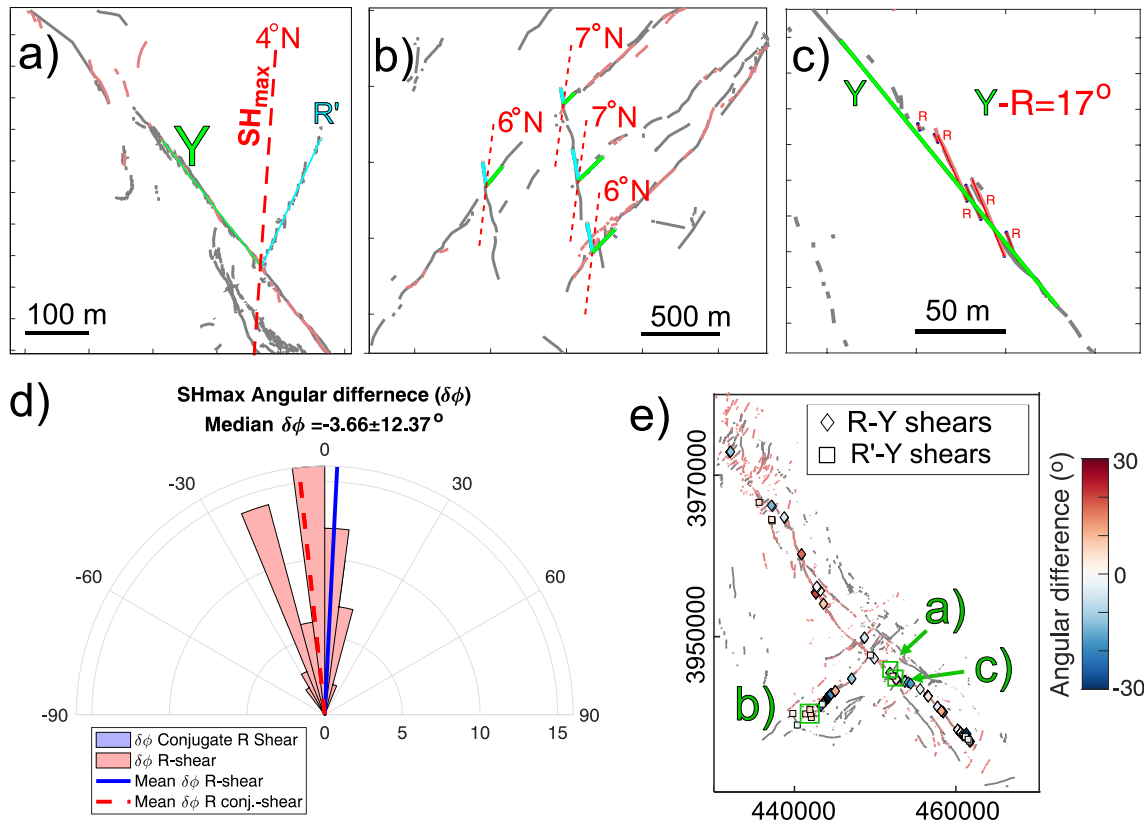 a)
4°N
SHmax
Y
R'
100 m
b)
7°N
6°N
7°N
6°N
500 m
c)
Y
Y-R=17°
R
R
R
R
R
50 m
d)
SHmax Angular differnece (δϕ)
Median δϕ =-3.66±12.37°
0
-30
30
-60
60
-90
90
0
5
10
15
δϕ Conjugate R Shear
δϕ R-shear
Mean δϕ R-shear
Mean δϕ R conj.-shear
e)
R-Y shears
R'-Y shears
3970000
3950000
440000
460000
a)
c)
b)
30
0
-30
Angular difference (°)